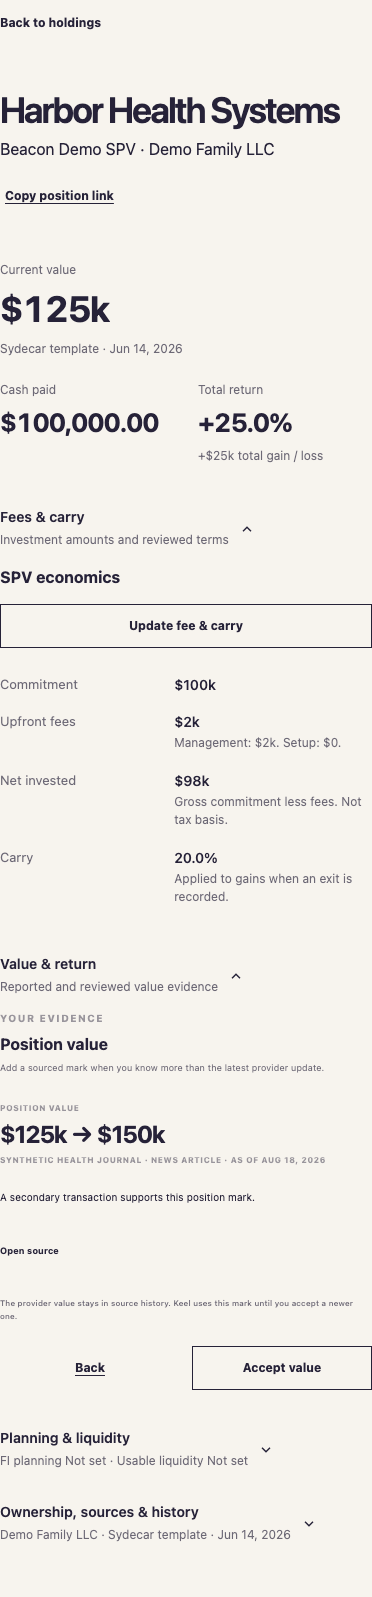 Back to holdings
Harbor Health Systems
Beacon Demo SPV · Demo Family LLC
Copy position link
Current value
$125k
Sydecar template · Jun 14, 2026
Cash paid
$100,000.00
Total return
+25.0%
+$25k total gain / loss
Fees & carry
Investment amounts and reviewed terms
SPV economics
Update fee & carry
Commitment
$100k
Upfront fees
$2k
Management: $2k. Setup: $0.
Net invested
$98k
Gross commitment less fees. Not
tax basis.
Carry
20.0%
Applied to gains when an exit is
recorded.
Value & return
Reported and reviewed value evidence
YOUR EVIDENCE
Position value
Add a sourced mark when you know more than the latest provider update.
POSITION VALUE
$125k → $150k
SYNTHETIC HEALTH JOURNAL · NEWS ARTICLE · AS OF AUG 18, 2026
A secondary transaction supports this position mark.
Open source
The provider value stays in source history. Keel uses this mark until you accept a newer
one.
Back
Accept value
Planning & liquidity
FI planning Not set · Usable liquidity Not set
Ownership, sources & history
Demo Family LLC · Sydecar template · Jun 14, 2026